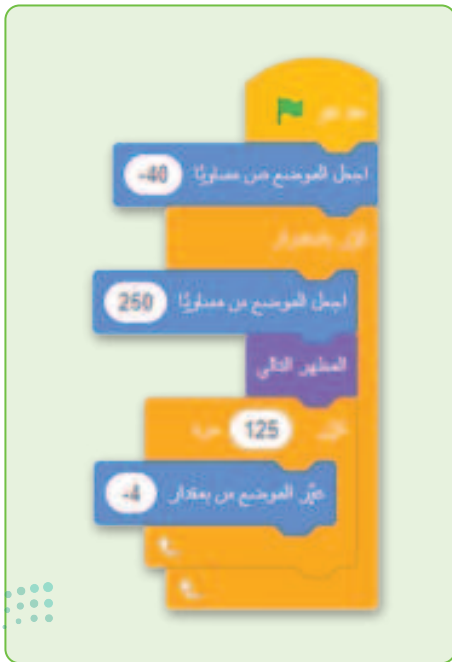 عند نقر
اجعل الموضع ص مساويًا -40
كرّر باستمرار
اجعل الموضع س مساويًا 250
المظهر التالي
كرّر 125 مرة
غيّر الموضع س بمقدار -4